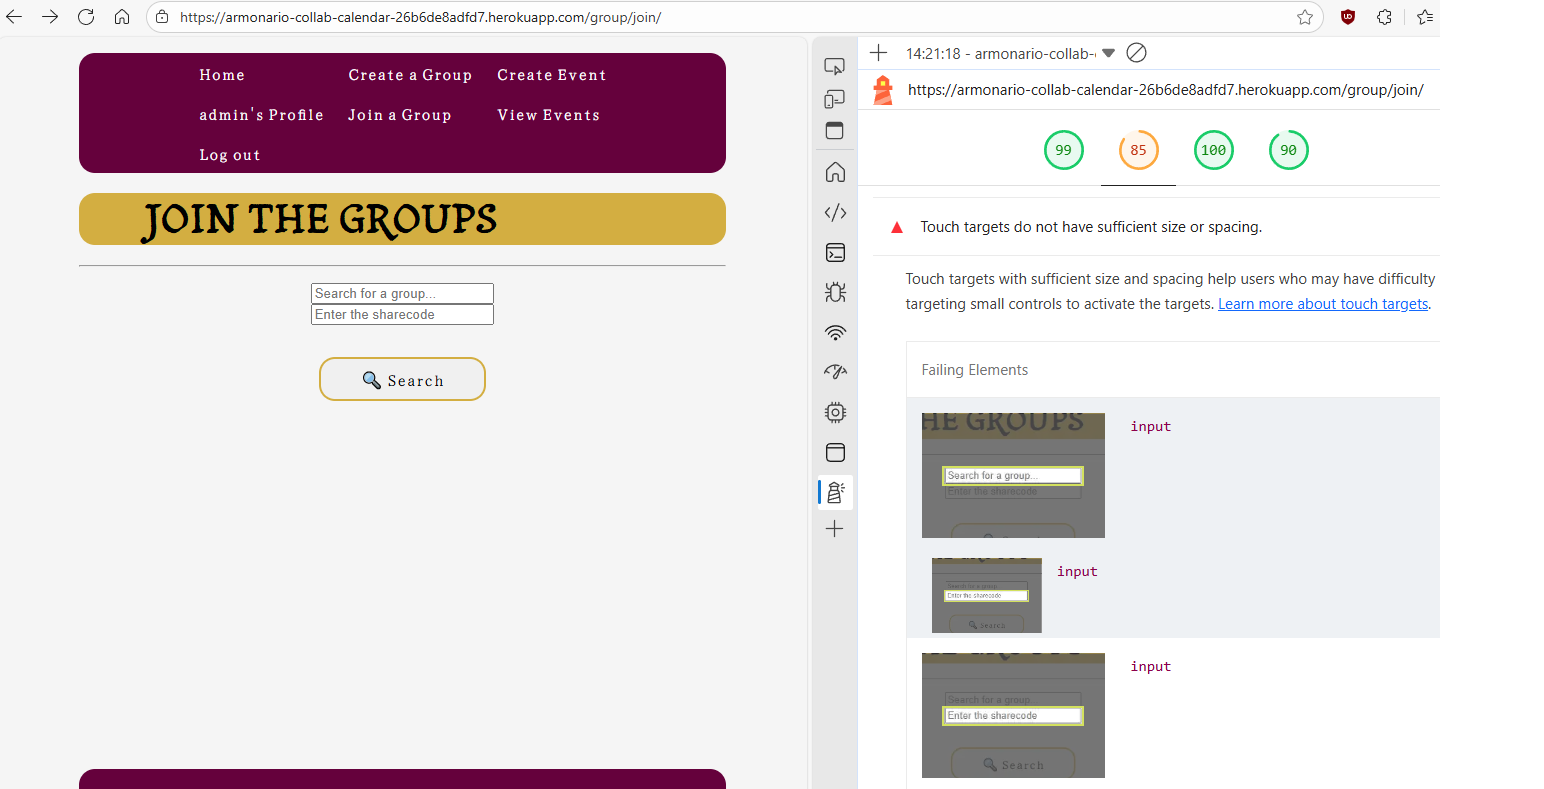 https://armonario-collab-calendar-26b6de8adfd7.herokuapp.com/group/join/
Home
Create a Group
Create Event
admin's Profile
Join a Group
View Events
Log out
JOIN THE GROUPS
Search for a group...
Enter the sharecode
🔍 Search
14:21:18 - armonario-collab-
https://armonario-collab-calendar-26b6de8adfd7.herokuapp.com/group/join/
99
85
100
90
Touch targets do not have sufficient size or spacing.
Touch targets with sufficient size and spacing help users who may have difficulty
targeting small controls to activate the targets. Learn more about touch targets.
Failing Elements
THE GROUPS
Search for a group...
Enter the sharecode
input
Search for a group...
Enter the sharecode
🔍 Search
input
Search for a group...
Enter the sharecode
🔍 Search
input